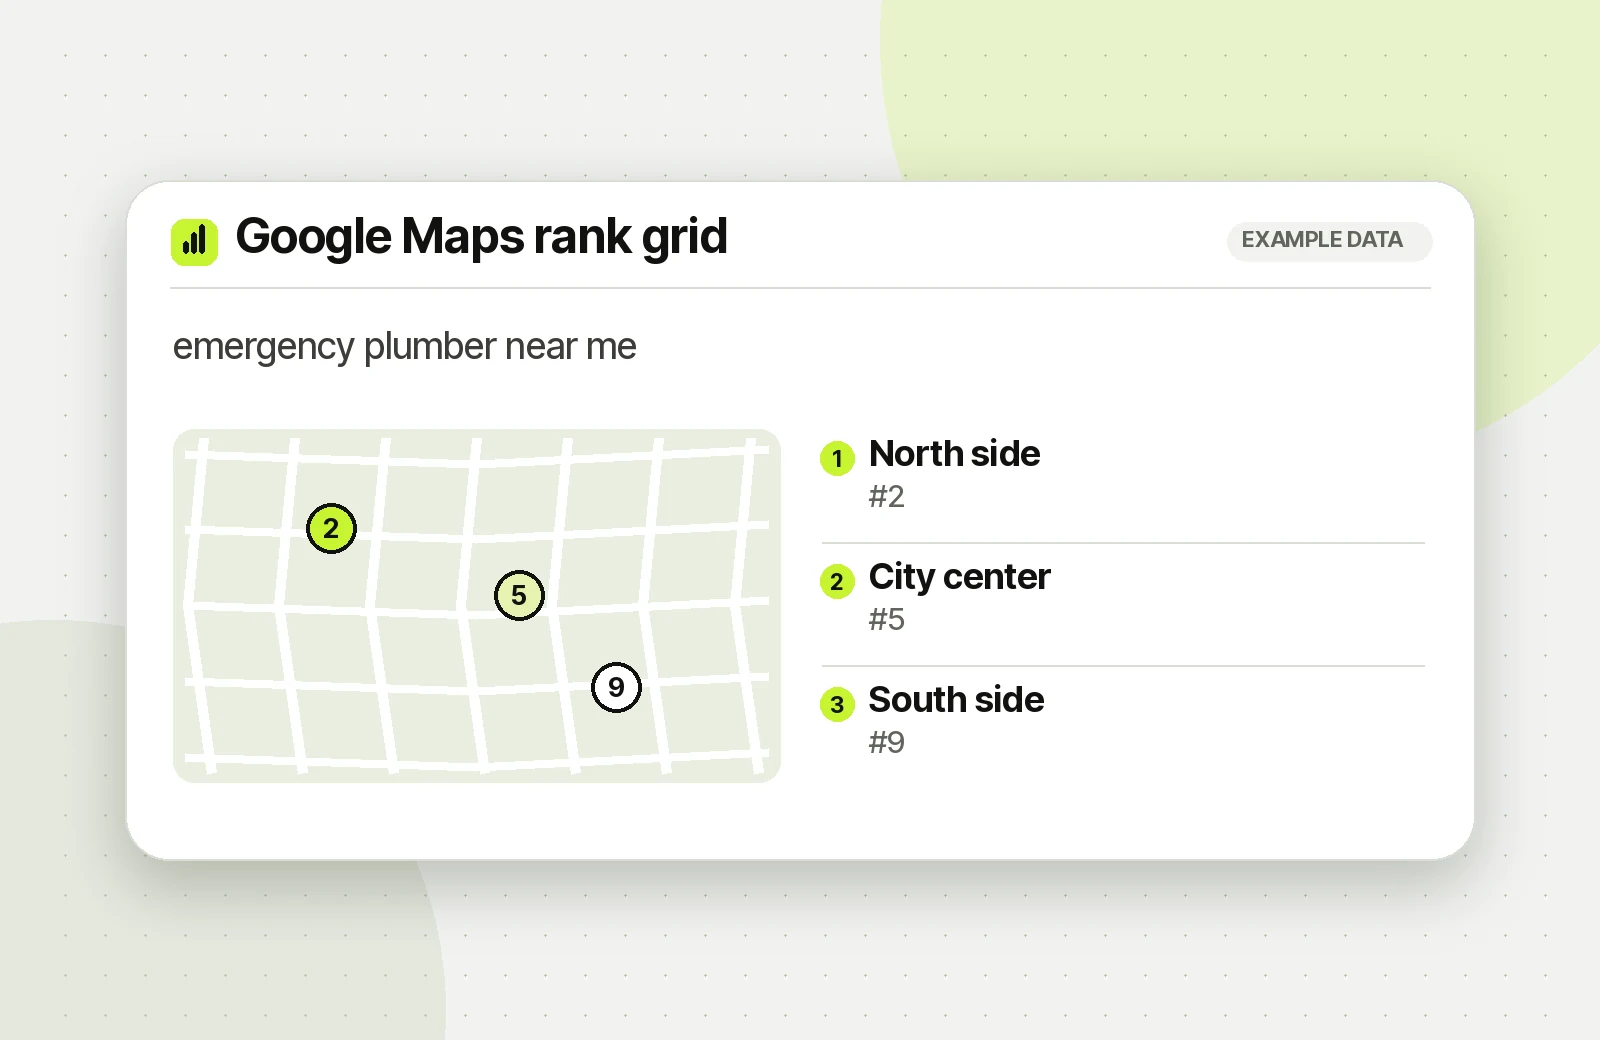 Google Maps rank grid
EXAMPLE DATA
emergency plumber near me
2
5
9
1 North side
#2
2 City center
#5
3 South side
#9